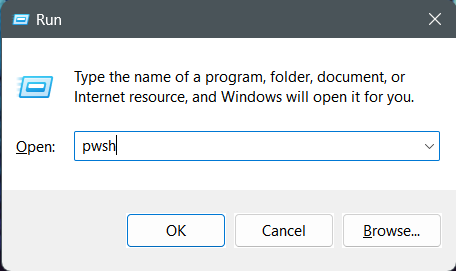 Run
Type the name of a program, folder, document, or
Internet resource, and Windows will open it for you.
Open: pwsh
OK Cancel Browse...